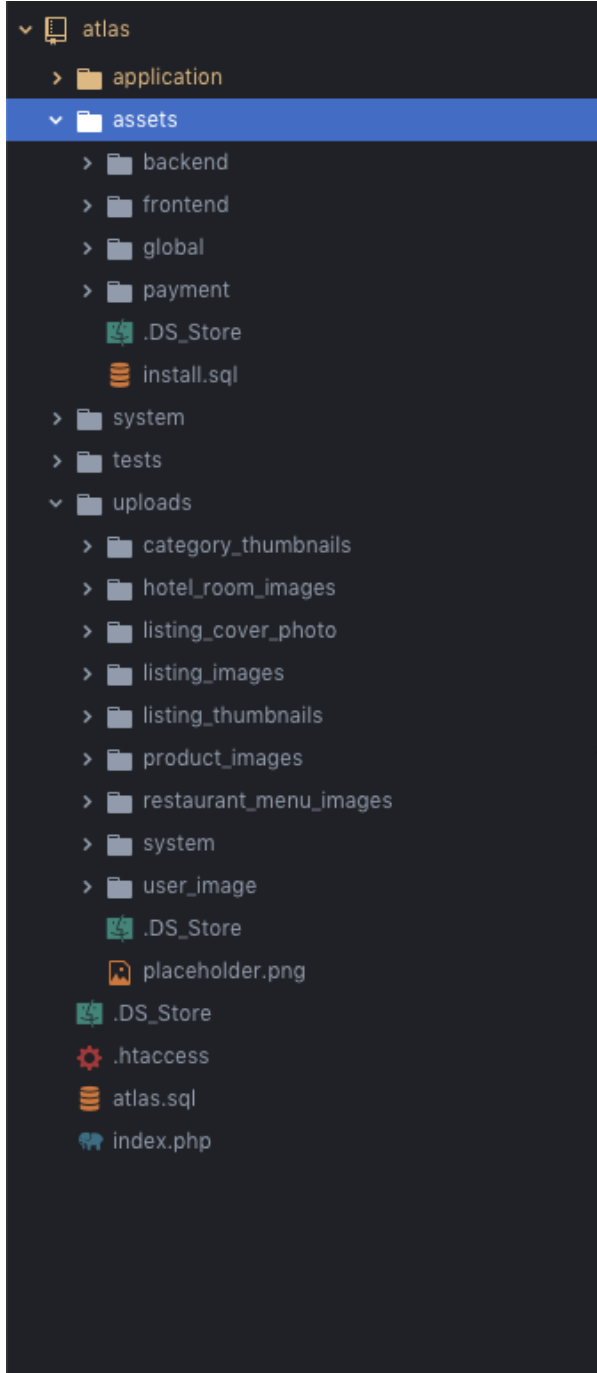 atlas
application
assets
backend
frontend
global
payment
.DS_Store
install.sql
system
tests
uploads
category_thumbnails
hotel_room_images
listing_cover_photo
listing_images
listing_thumbnails
product_images
restaurant_menu_images
system
user_image
.DS_Store
placeholder.png
.DS_Store
.htaccess
atlas.sql
index.php